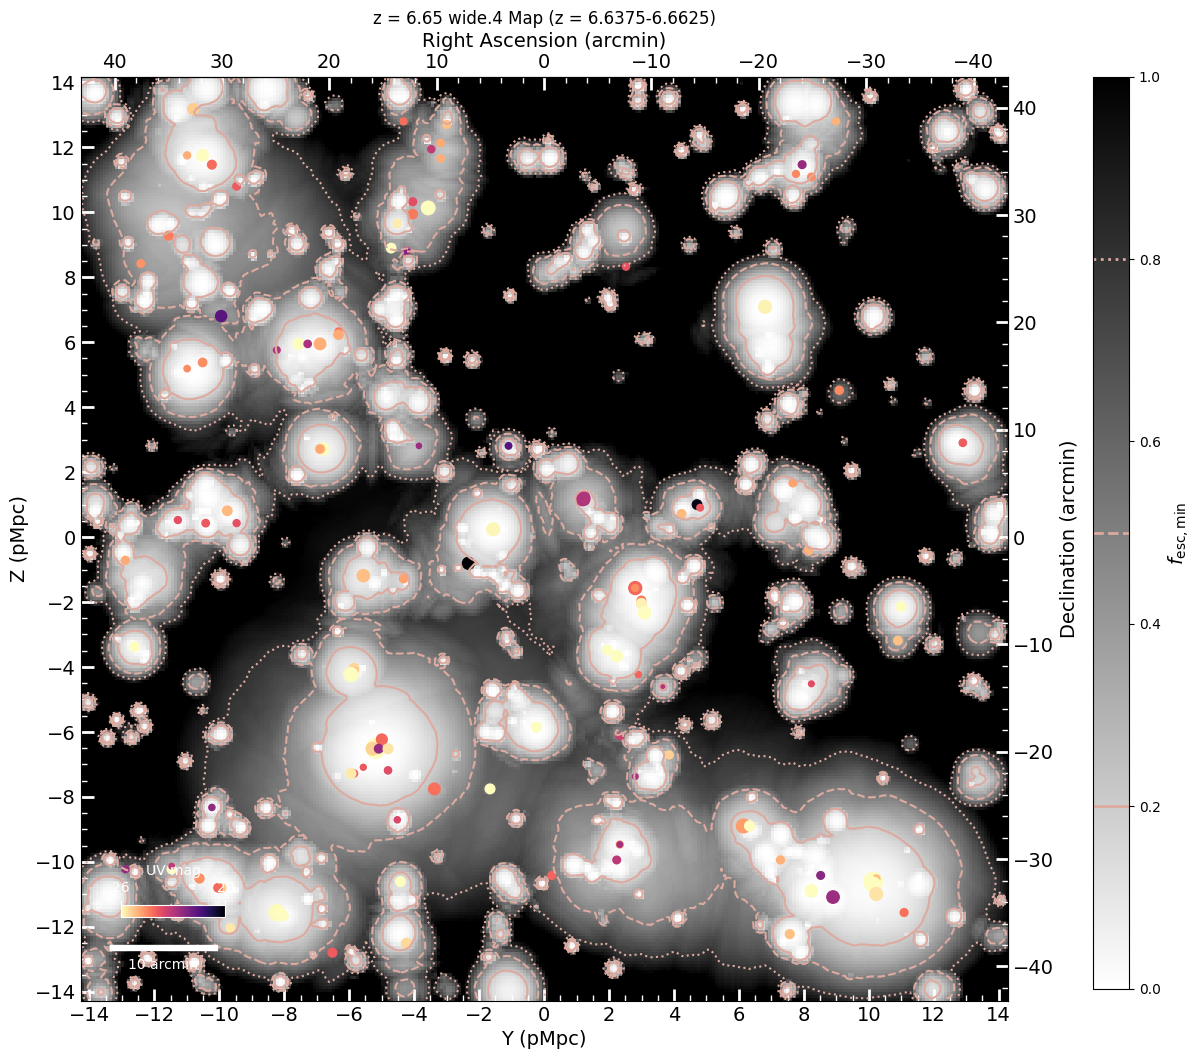 z = 6.65 wide.4 Map (z = 6.6375-6.6625)
Right Ascension (arcmin)
40 30 20 10 0 −10 −20 −30 −40
14 12 10 8 6 4 2 0 −2 −4 −6 −8 −10 −12 −14
Z (pMpc)
40 30 20 10 0 −10 −20 −30 −40
Declination (arcmin)
1.0 0.8 0.6 0.4 0.2 0.0
fesc,min
UV mag
10 arcmin
−14 −12 −10 −8 −6 −4 −2 0 2 4 6 8 10 12 14
Y (pMpc)